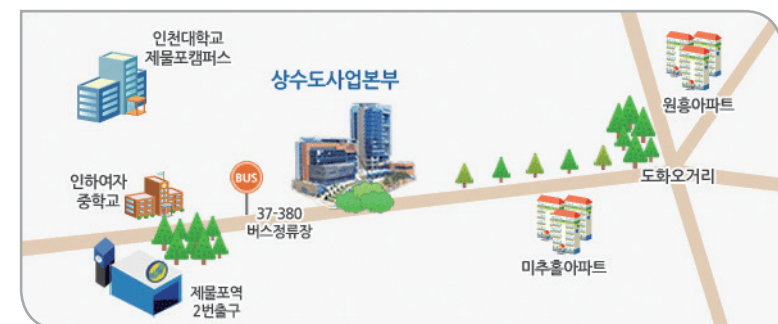 인천대학교
제물포캠퍼스
상수도사업본부
원흥아파트
인하여자
중학교
BUS
37-380
버스정류장
도화오거리
미추홀아파트
제물포역
2번출구